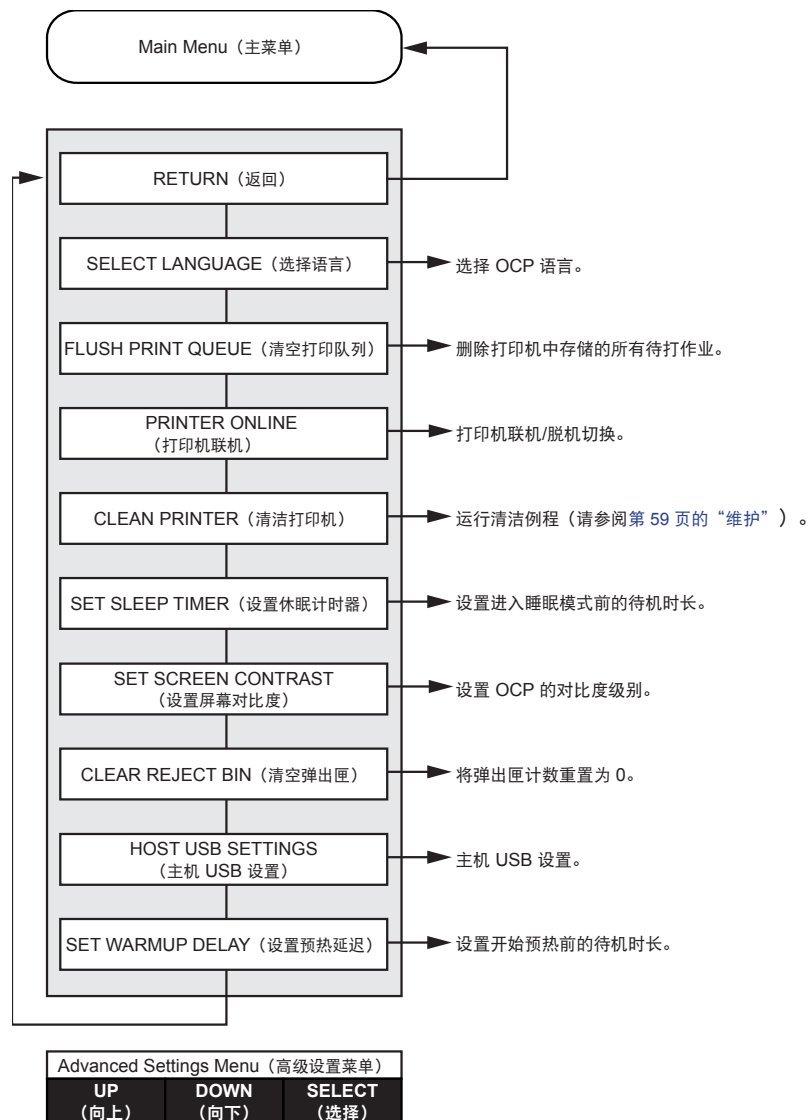 Main Menu（主菜单）
RETURN（返回）
SELECT LANGUAGE（选择语言）
选择 OCP 语言。
FLUSH PRINT QUEUE（清空打印队列）
删除打印机中存储的所有待打作业。
PRINTER ONLINE
（打印机联机）
打印机联机/脱机切换。
CLEAN PRINTER（清洁打印机）
运行清洁例程（请参阅第 59 页的“维护”）。
SET SLEEP TIMER（设置休眠计时器）
设置进入睡眠模式前的待机时长。
SET SCREEN CONTRAST
（设置屏幕对比度）
设置 OCP 的对比度级别。
CLEAR REJECT BIN（清空弹出匣）
将弹出匣计数重置为 0。
HOST USB SETTINGS
（主机 USB 设置）
主机 USB 设置。
SET WARMUP DELAY（设置预热延迟）
设置开始预热前的待机时长。
Advanced Settings Menu（高级设置菜单）
UP DOWN SELECT
（向上） （向下） （选择）